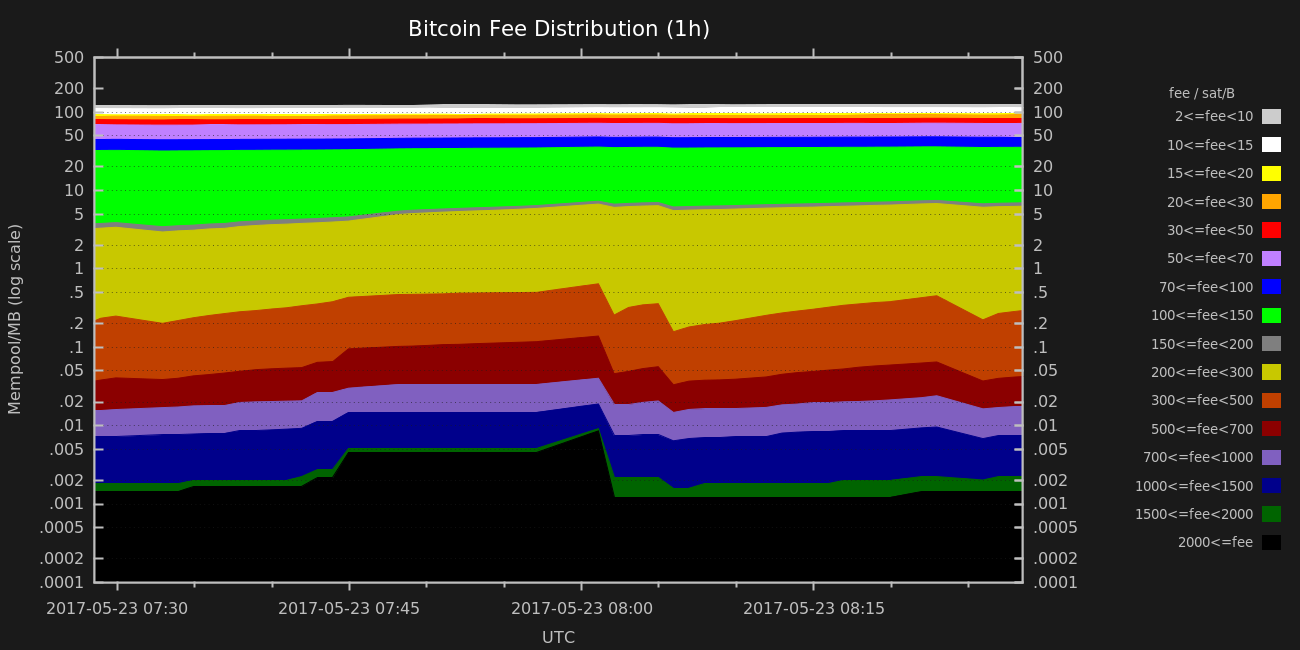 Bitcoin Fee Distribution (1h)
500 500
200 200
100 100
50 50
20 20
10 10
5 5
2 2
1 1
.5 .5
.2 .2
.1 .1
.05 .05
.02 .02
.01 .01
.005 .005
.002 .002
.001 .001
.0005 .0005
.0002 .0002
.0001 .0001
Mempool/MB (log scale)
2017-05-23 07:30 2017-05-23 07:45 2017-05-23 08:00 2017-05-23 08:15
UTC
fee / sat/B
2<=fee<10
10<=fee<15
15<=fee<20
20<=fee<30
30<=fee<50
50<=fee<70
70<=fee<100
100<=fee<150
150<=fee<200
200<=fee<300
300<=fee<500
500<=fee<700
700<=fee<1000
1000<=fee<1500
1500<=fee<2000
2000<=fee